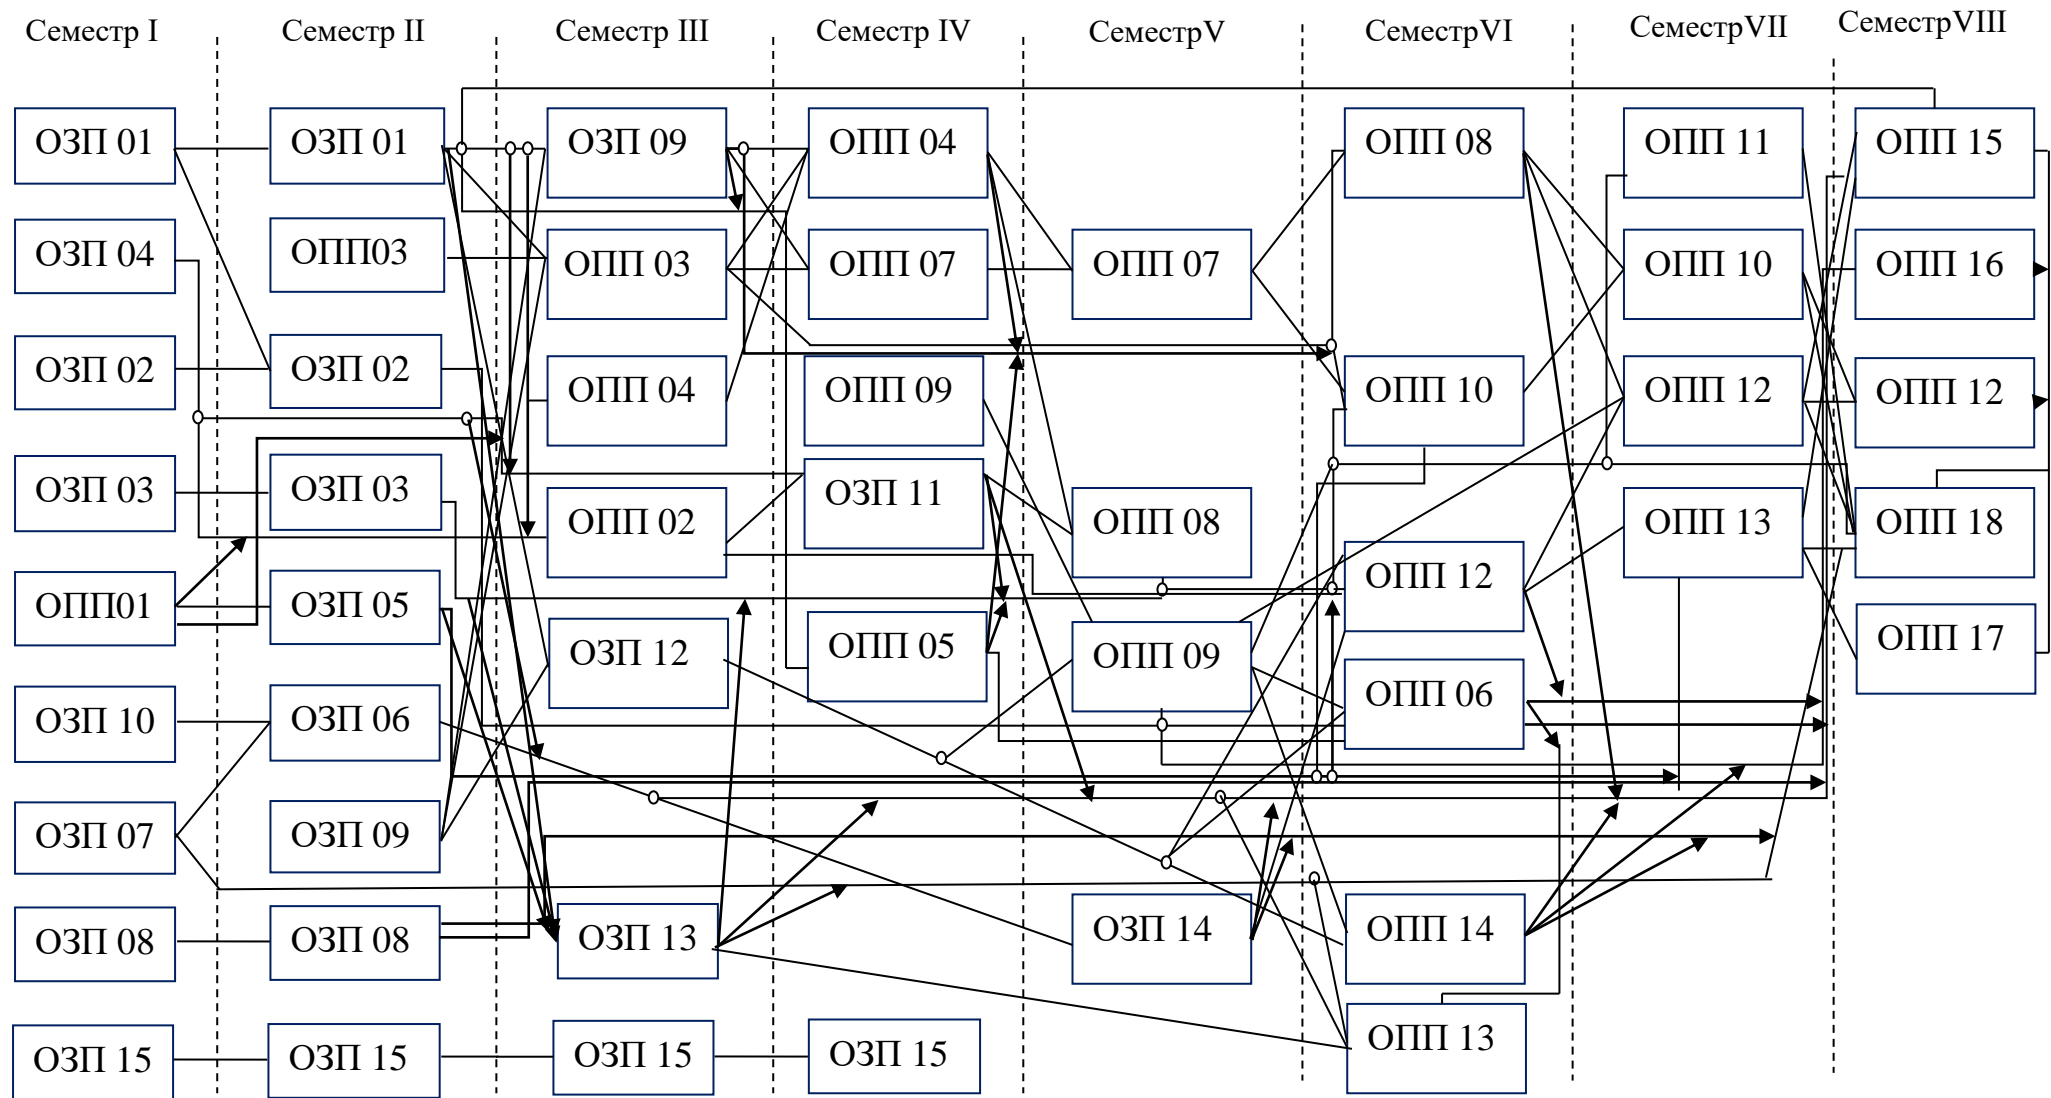 Семестр I
Семестр II
Семестр III
Семестр IV
СеместрV
СеместрVI
СеместрVII
СеместрVIII
ОЗП 01
ОЗП 01
ОЗП 09
ОПП 04
ОПП 08
ОПП 11
ОПП 15
ОЗП 04
ОПП03
ОПП 03
ОПП 07
ОПП 07
ОПП 10
ОПП 16
ОЗП 02
ОЗП 02
ОПП 04
ОПП 09
ОПП 10
ОПП 12
ОПП 12
ОЗП 03
ОЗП 03
ОПП 02
ОЗП 11
ОПП 08
ОПП 12
ОПП 13
ОПП 18
ОПП01
ОЗП 05
ОЗП 12
ОПП 05
ОПП 09
ОПП 06
ОПП 17
ОЗП 10
ОЗП 06
ОЗП 07
ОЗП 09
ОЗП 08
ОЗП 08
ОЗП 13
ОЗП 14
ОПП 14
ОЗП 15
ОЗП 15
ОЗП 15
ОЗП 15
ОПП 13